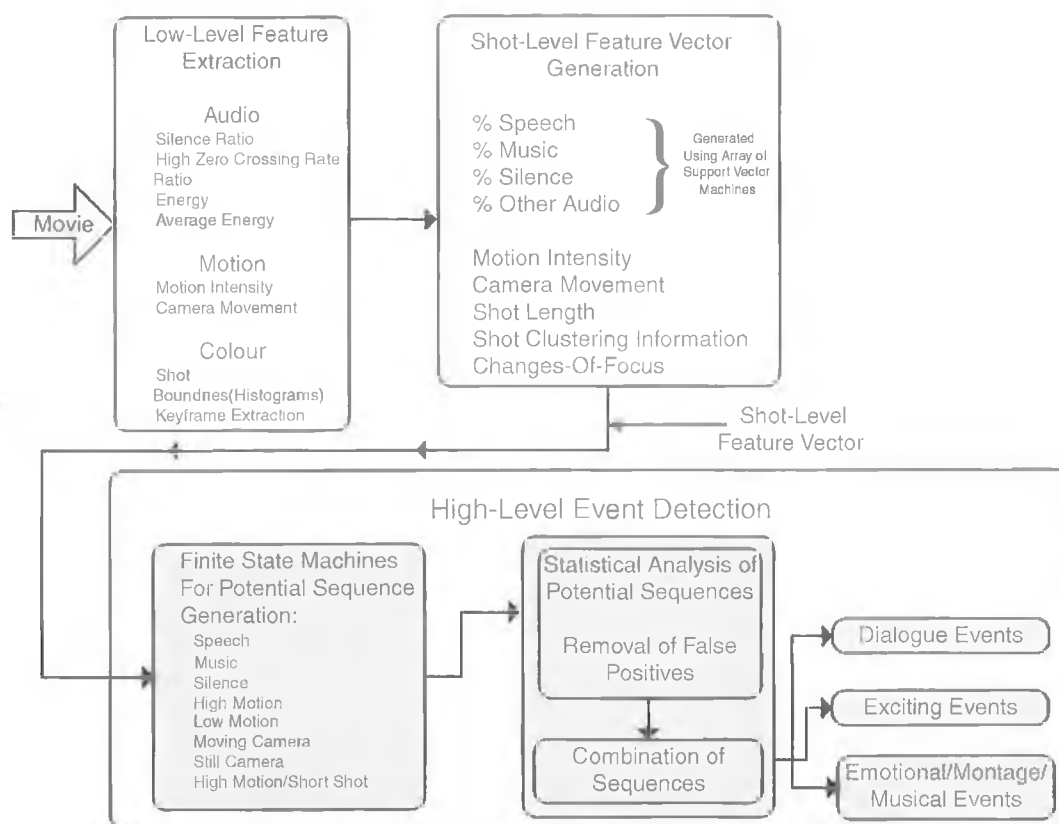 Movie
Low-Level Feature
Extraction
Audio
Silence Ratio
High Zero Crossing Rate
Ratio
Energy
Average Energy
Motion
Motion Intensity
Camera Movement
Colour
Shot
Boundries(Histograms)
Keyframe Extraction
Shot-Level Feature Vector
Generation
% Speech
% Music
% Silence
% Other Audio
Generated
Using Array of
Support Vector
Machines
Motion Intensity
Camera Movement
Shot Length
Shot Clustering Information
Changes-Of-Focus
Shot-Level
Feature Vector
High-Level Event Detection
Finite State Machines
For Potential Sequence
Generation:
Speech
Music
Silence
High Motion
Low Motion
Moving Camera
Still Camera
High Motion/Short Shot
Statistical Analysis of
Potential Sequences
Removal of False
Positives
Combination of
Sequences
Dialogue Events
Exciting Events
Emotional/Montage/
Musical Events